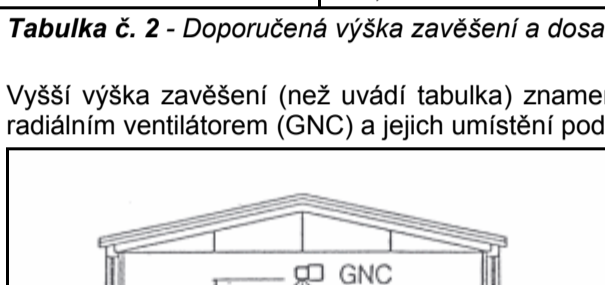 Tabulka č. 2 - Doporučená výška zavěšení a dosa
Vyšší výška zavěšení (než uvádí tabulka) znamen
radiálním ventilátorem (GNC) a jejich umístění pod
GNC